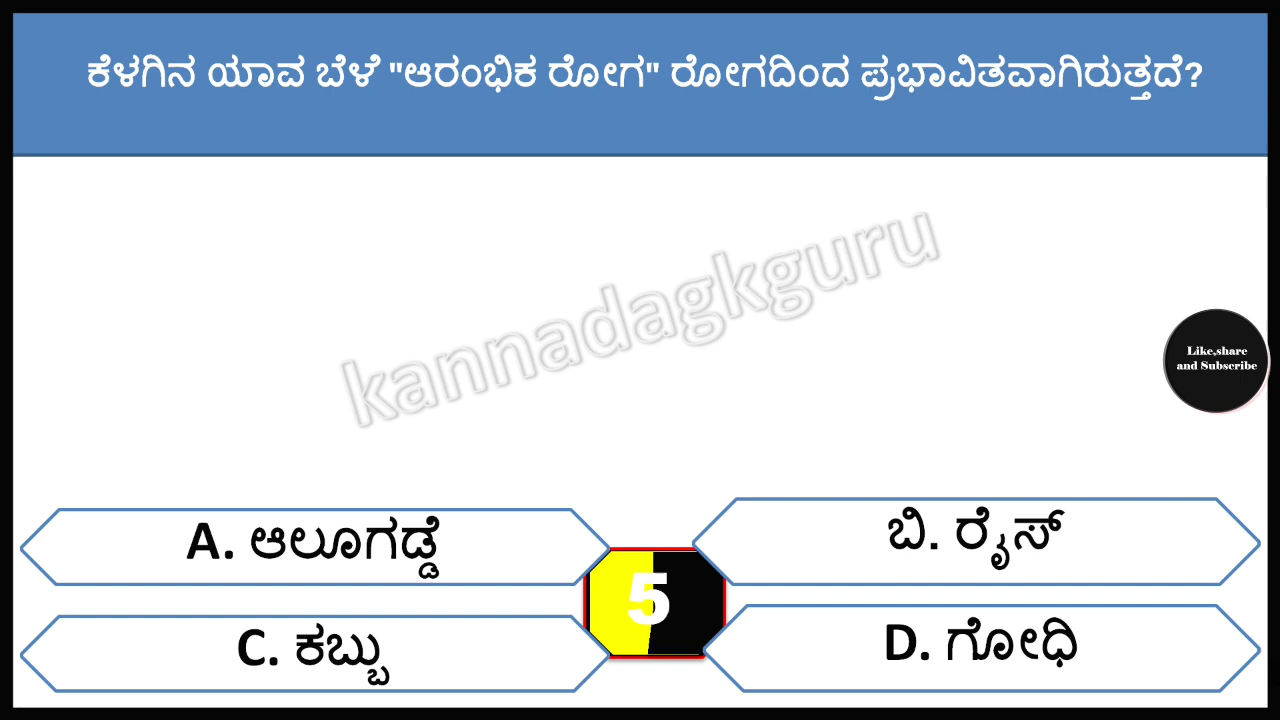 ಕೆಳಗಿನ ಯಾವ ಬೆಳೆ "ಆರಂಭಿಕ ರೋಗ" ರೋಗದಿಂದ ಪ್ರಭಾವಿತವಾಗಿರುತ್ತದೆ?
kannadagkguru
Like,share
and Subscribe
A. ಆಲೂಗಡ್ಡೆ
ಬಿ. ರೈಸ್
5
C. ಕಬ್ಬು
D. ಗೋಧಿ